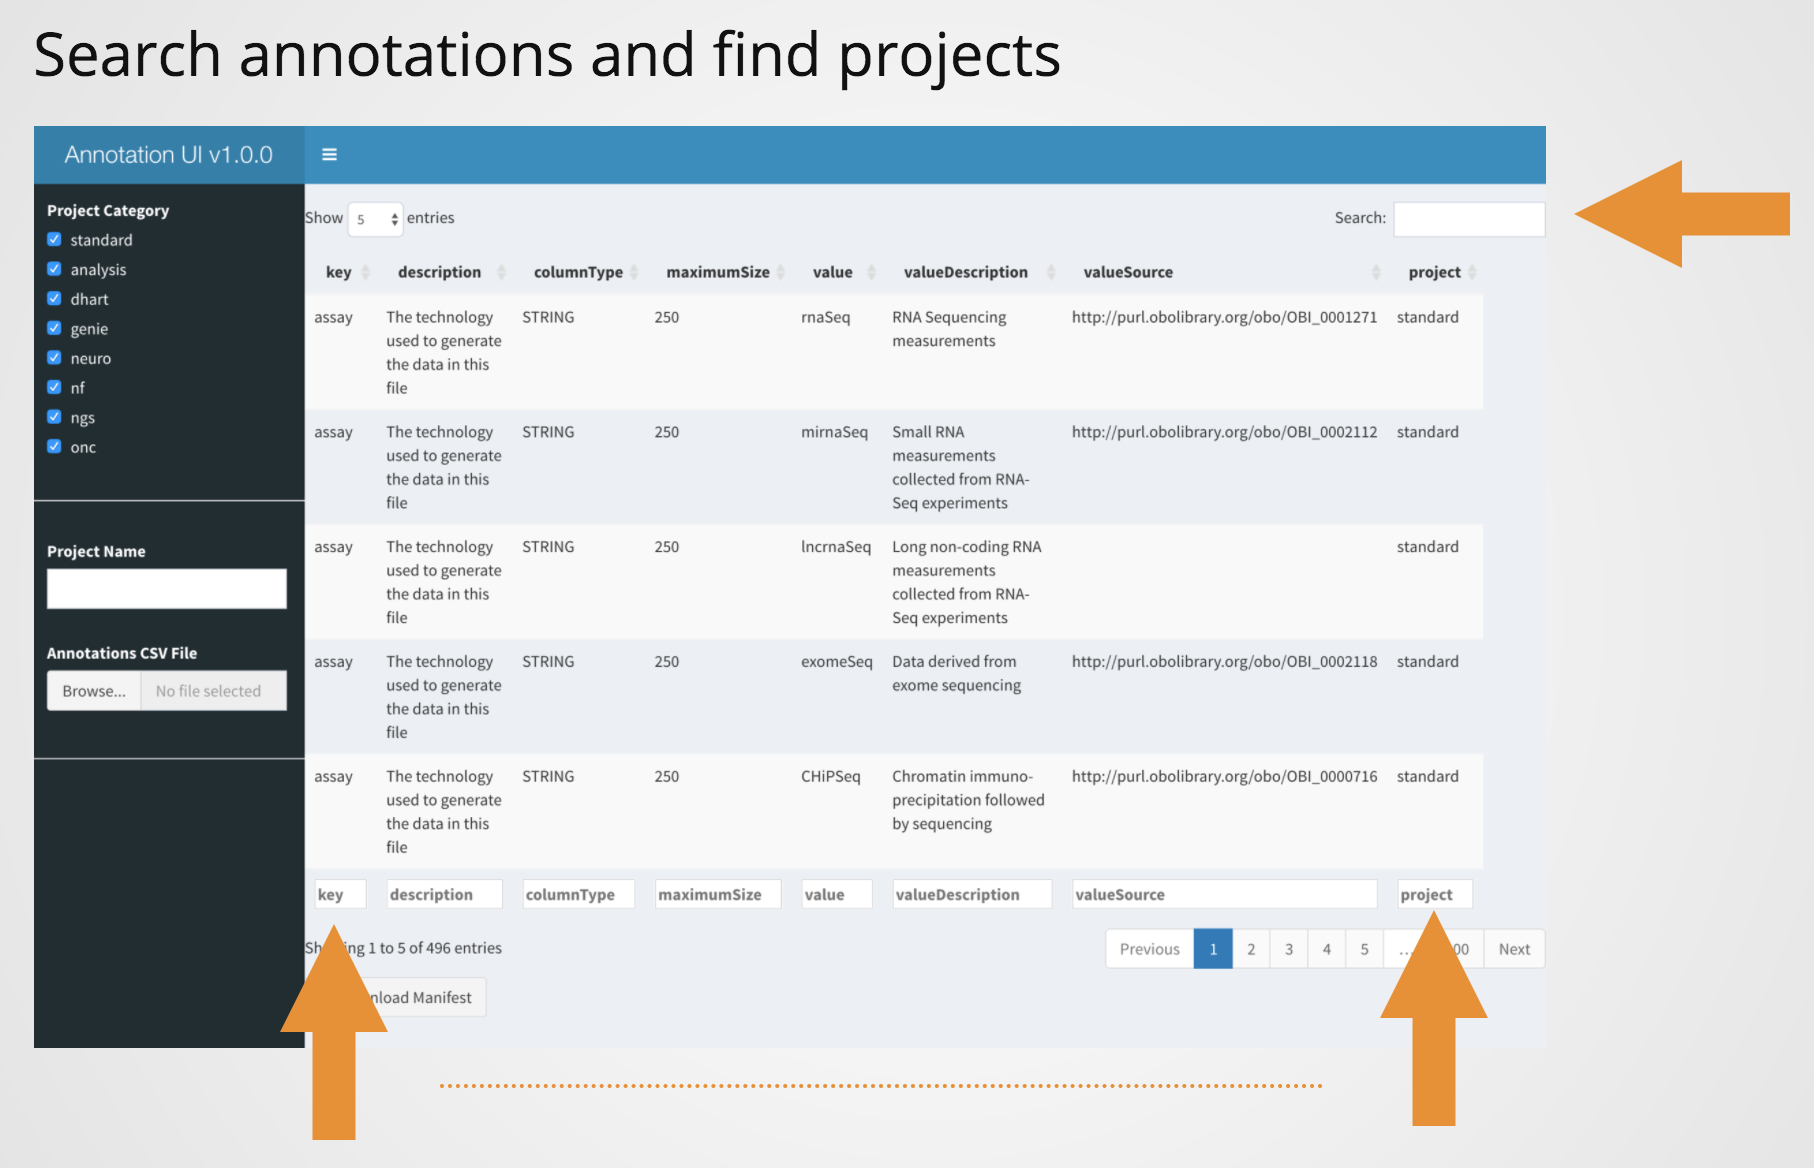 Search annotations and find projects
Annotation UI v1.0.0
Project Category
standard
analysis
dhart
genie
neuro
nf
ngs
onc
Project Name
Annotations CSV File
Browse... No file selected
Show 5 entries Search:
key description columnType maximumSize value valueDescription valueSource project
assay The technology STRING 250 rnaSeq RNA Sequencing http://purl.obolibrary.org/obo/OBI_0001271 standard
used to generate measurements
the data in this
file
assay The technology STRING 250 mirnaSeq Small RNA http://purl.obolibrary.org/obo/OBI_0002112 standard
used to generate measurements
the data in this collected from RNA-
file Seq experiments
assay The technology STRING 250 lncrnaSeq Long non-coding RNA standard
used to generate measurements
the data in this collected from RNA-
file Seq experiments
assay The technology STRING 250 exomeSeq Data derived from http://purl.obolibrary.org/obo/OBI_0002118 standard
used to generate exome sequencing
the data in this
file
assay The technology STRING 250 CHiPSeq Chromatin immuno- http://purl.obolibrary.org/obo/OBI_0000716 standard
used to generate precipitation followed
the data in this by sequencing
file
key description columnType maximumSize value valueDescription valueSource project
1 to 5 of 496 entries Previous 1 2 3 4 5 Next
Manifest